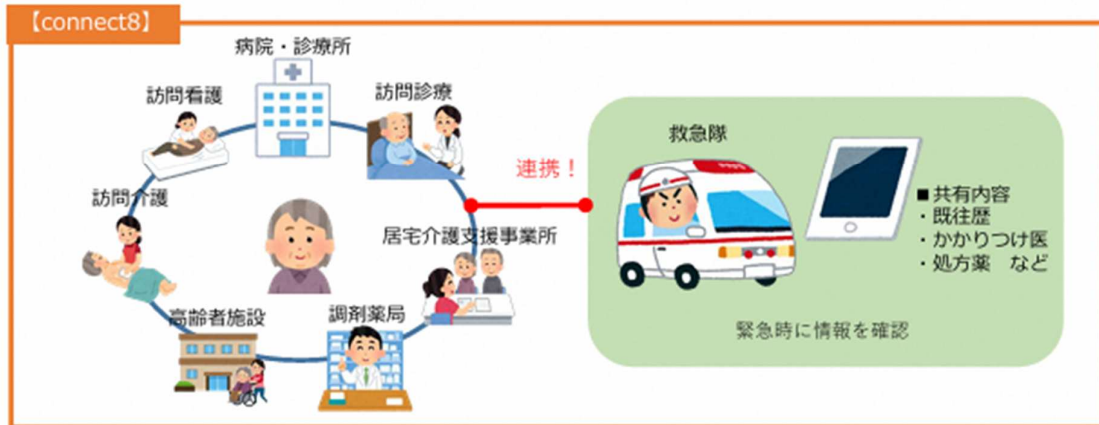 【connect8】
病院・診療所
訪問看護
訪問診療
訪問介護
居宅介護支援事業所
高齢者施設
調剤薬局
連携！
救急隊
■共有内容
・既往歴
・かかりつけ医
・処方薬　など
緊急時に情報を確認